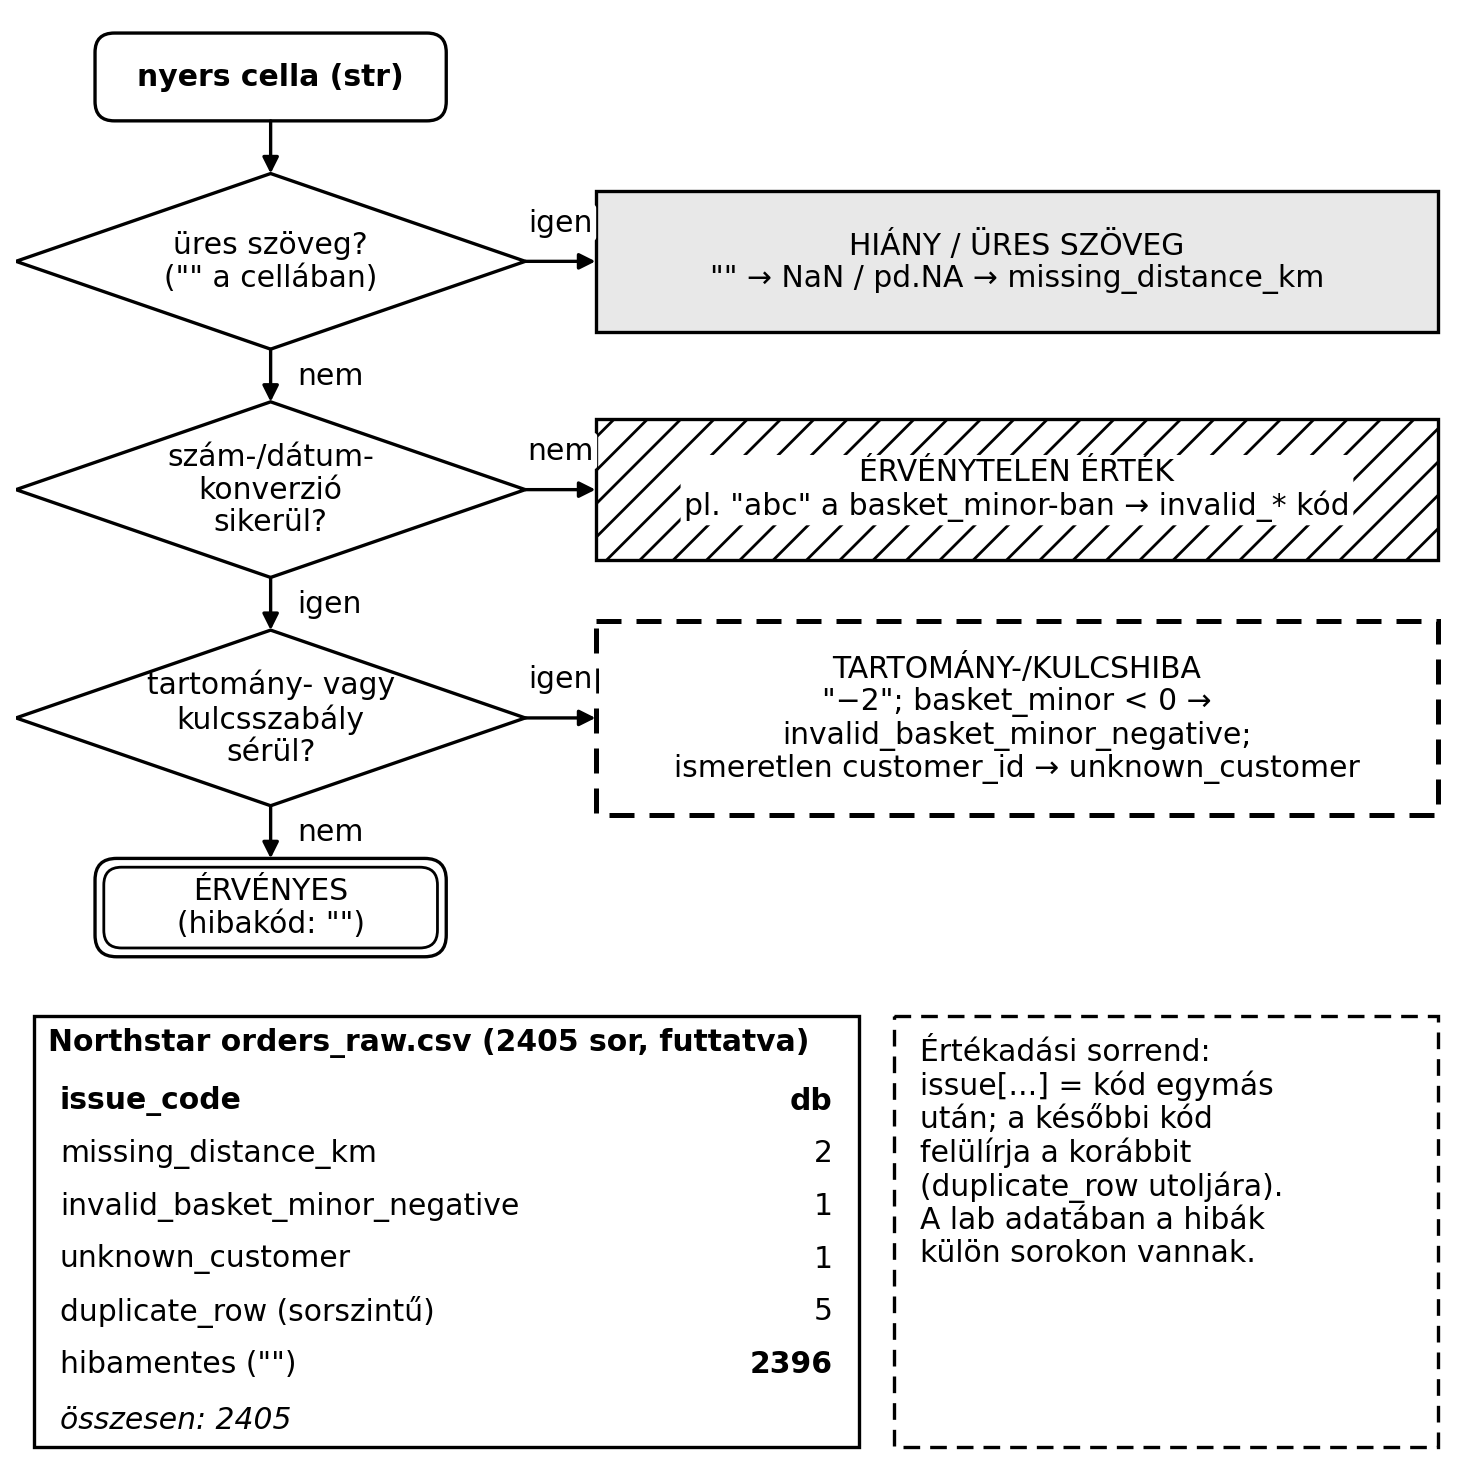 nyers cella (str)
üres szöveg?
("" a cellában)
igen
HIÁNY / ÜRES SZÖVEG
"" → NaN / pd.NA → missing_distance_km
nem
szám-/dátum-
konverzió
sikerül?
nem
ÉRVÉNYTELEN ÉRTÉK
pl. "abc" a basket_minor-ban → invalid_* kód
igen
tartomány- vagy
kulcsszabály
sérül?
igen
TARTOMÁNY-/KULCSHIBA
"−2"; basket_minor < 0 →
invalid_basket_minor_negative;
ismeretlen customer_id → unknown_customer
nem
ÉRVÉNYES
(hibakód: "")
Northstar orders_raw.csv (2405 sor, futtatva)
issue_code db
missing_distance_km 2
invalid_basket_minor_negative 1
unknown_customer 1
duplicate_row (sorszintű) 5
hibamentes ("") 2396
összesen: 2405
Értékadási sorrend:
issue[...] = kód egymás
után; a későbbi kód
felülírja a korábbit
(duplicate_row utoljára).
A lab adatában a hibák
külön sorokon vannak.